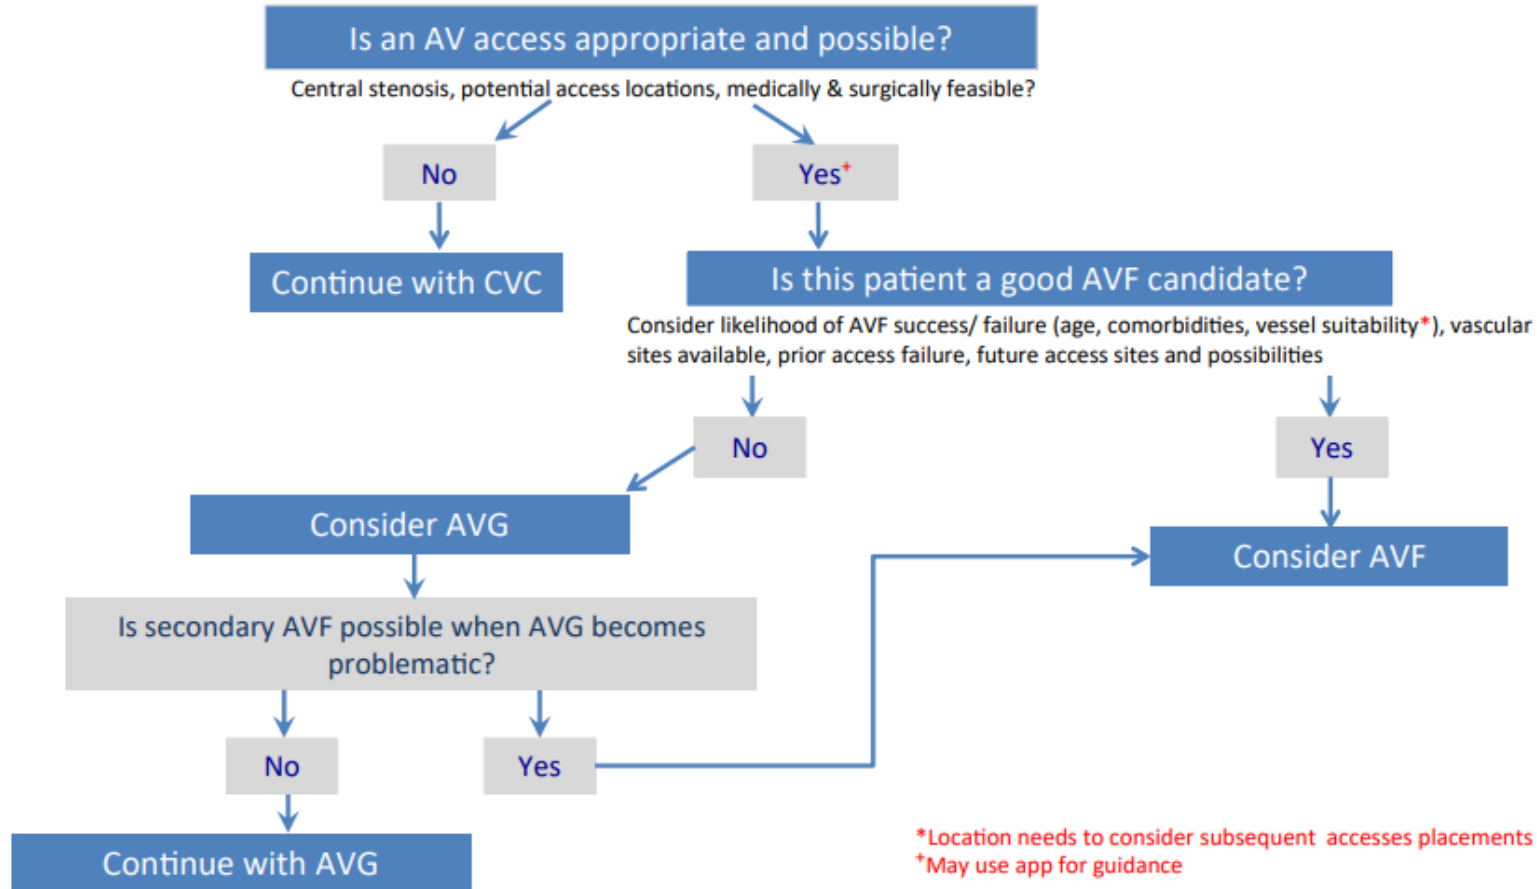 Is an AV access appropriate and possible?
Central stenosis, potential access locations, medically & surgically feasible?
No
Yes+
Continue with CVC
Is this patient a good AVF candidate?
Consider likelihood of AVF success/ failure (age, comorbidities, vessel suitability*), vascular
sites available, prior access failure, future access sites and possibilities
No
Yes
Consider AVG
Consider AVF
Is secondary AVF possible when AVG becomes
problematic?
No
Yes
Continue with AVG
*Location needs to consider subsequent accesses placements
+May use app for guidance